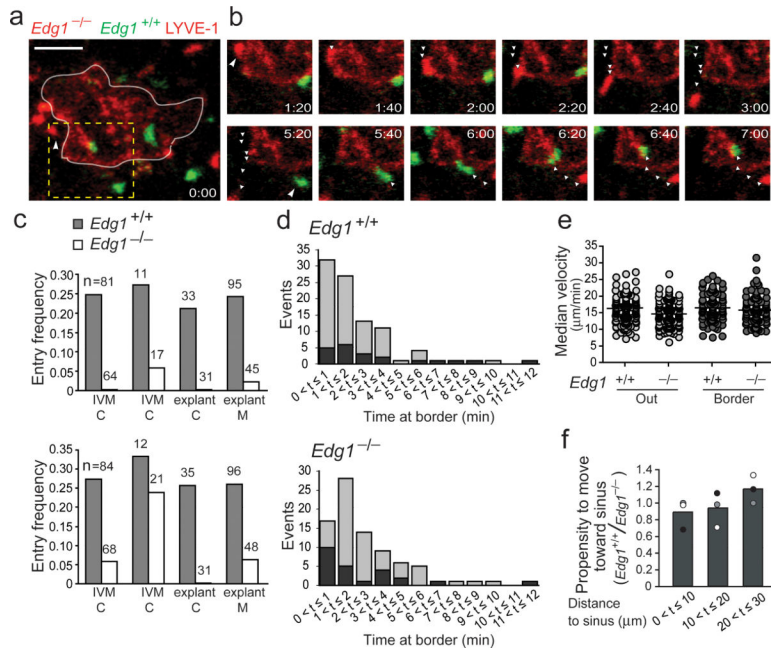 a
Edg1 –/– Edg1 +/+ LYVE-1
0:00
b
1:20 1:40 2:00 2:20 2:40 3:00
5:20 5:40 6:00 6:20 6:40 7:00
c
Edg1 +/+
Edg1 –/–
Entry frequency
0.30
0.20
0.10
0.05
0
n=81 64 11 17 33 31 95 45
IVM IVM explant explant
C C C M
Entry frequency
0.35
0.25
0.20
0.15
0.10
0.05
0
n=84 68 12 21 35 31 96 48
IVM IVM explant explant
C C C M
d
Edg1 +/+
Events
35
30
25
20
15
10
5
0
0 < t ≤ 1
1 < t ≤ 2
2 < t ≤ 3
3 < t ≤ 4
4 < t ≤ 5
5 < t ≤ 6
6 < t ≤ 7
7 < t ≤ 8
8 < t ≤ 9
9 < t ≤ 10
10 < t ≤ 11
11 < t ≤ 12
Time at border (min)
Edg1 –/–
Events
35
30
25
20
15
10
5
0
0 < t ≤ 1
1 < t ≤ 2
2 < t ≤ 3
3 < t ≤ 4
4 < t ≤ 5
5 < t ≤ 6
6 < t ≤ 7
7 < t ≤ 8
8 < t ≤ 9
9 < t ≤ 10
10 < t ≤ 11
11 < t ≤ 12
Time at border (min)
e
Median velocity
(μm/min)
35
30
25
20
15
10
5
0
Edg1 +/+ –/– +/+ –/–
Out Border
f
Propensity to move
toward sinus
(Edg1+/+/Edg1–/–)
1.4
1.2
1.0
0.8
0.6
0.4
0.2
0
Distance
to sinus (μm)
0 < t ≤ 10
10 < t ≤ 20
20 < t ≤ 30